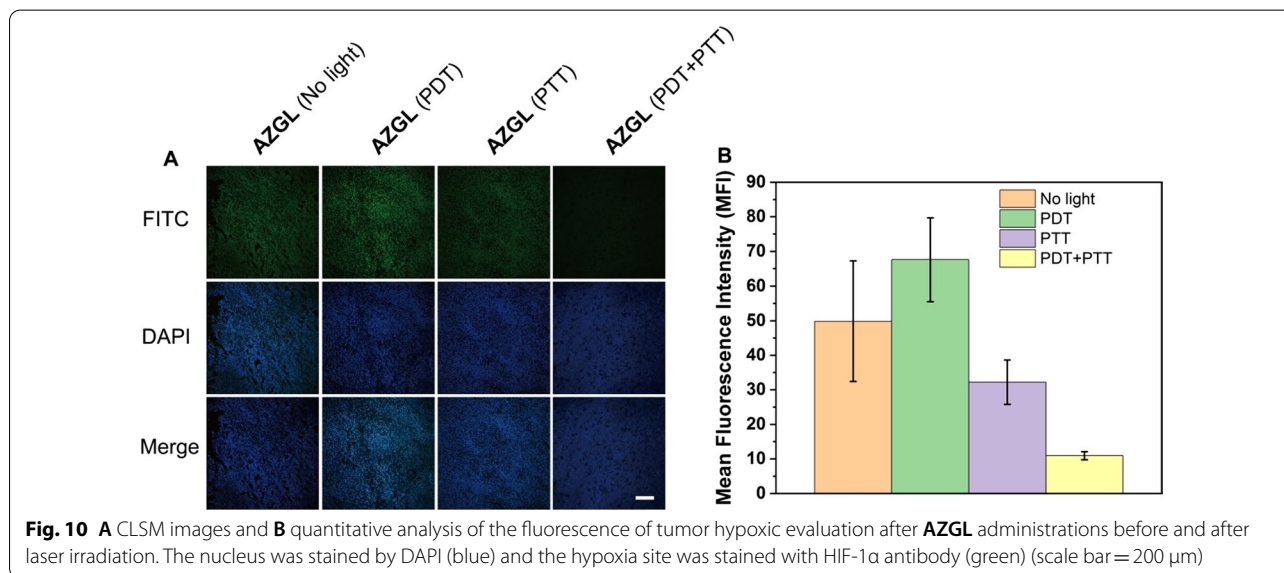 AZGL (No light)
AZGL (PDT)
AZGL (PTT)
AZGL (PDT+PTT)
A
FITC
DAPI
Merge
B
Mean Fluorescence Intensity (MFI)
90
80
70
60
50
40
30
20
10
0
No light
PDT
PTT
PDT+PTT
Fig. 10 A CLSM images and B quantitative analysis of the fluorescence of tumor hypoxic evaluation after AZGL administrations before and after
laser irradiation. The nucleus was stained by DAPI (blue) and the hypoxia site was stained with HIF-1α antibody (green) (scale bar = 200 μm)